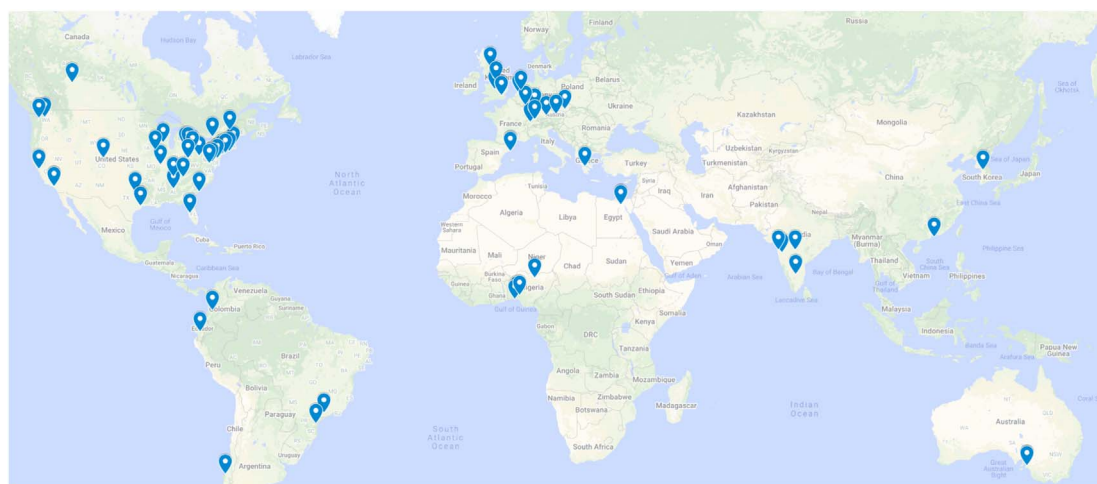 Canada
Hudson Bay
Labrador Sea
Norway
Finland
Russia
United
Denmark
Ireland
Poland
Belarus
Ukraine
Kazakhstan
Mongolia
France
Austria
Romania
Italy
Spain
Portugal
Greece
Turkey
Uzbekistan
Kyrgyzstan
Turkmenistan
Sea of Japan
South Korea
Japan
China
United States
North
Atlantic
Ocean
Tunisia
Morocco
Syria
Iraq
Iran
Afghanistan
Pakistan
Nepal
East China Sea
Algeria
Libya
Egypt
Western
Sahara
Saudi Arabia
Oman
Myanmar
(Burma)
Gulf of
Mexico
Mexico
Cuba
Puerto Rico
Mauritania
Mali
Niger
Chad
Sudan
Yemen
Gulf of Aden
Arabian Sea
Bay of Bengal
Thailand
South
China Sea
Philippine Sea
Philippines
Vietnam
Gulf of
Thailand
Guatemala
Nicaragua
Caribbean Sea
Burkina
Faso
Guinea
Ghana
Nigeria
South Sudan
Ethiopia
Somalia
Laccadive Sea
Malaysia
Venezuela
Guyana
Suriname
Colombia
Ecuador
Gulf of Guinea
Gabon
DRC
Kenya
Tanzania
Indonesia
Banda Sea
Arafura Sea
Papua New
Guinea
Peru
Brazil
Bolivia
Paraguay
Chile
Uruguay
Argentina
South
Atlantic
Ocean
Angola
Zambia
Mozambique
Zimbabwe
Namibia
Botswana
Madagascar
South Africa
Indian
Ocean
Australia
Great
Australian
Bight